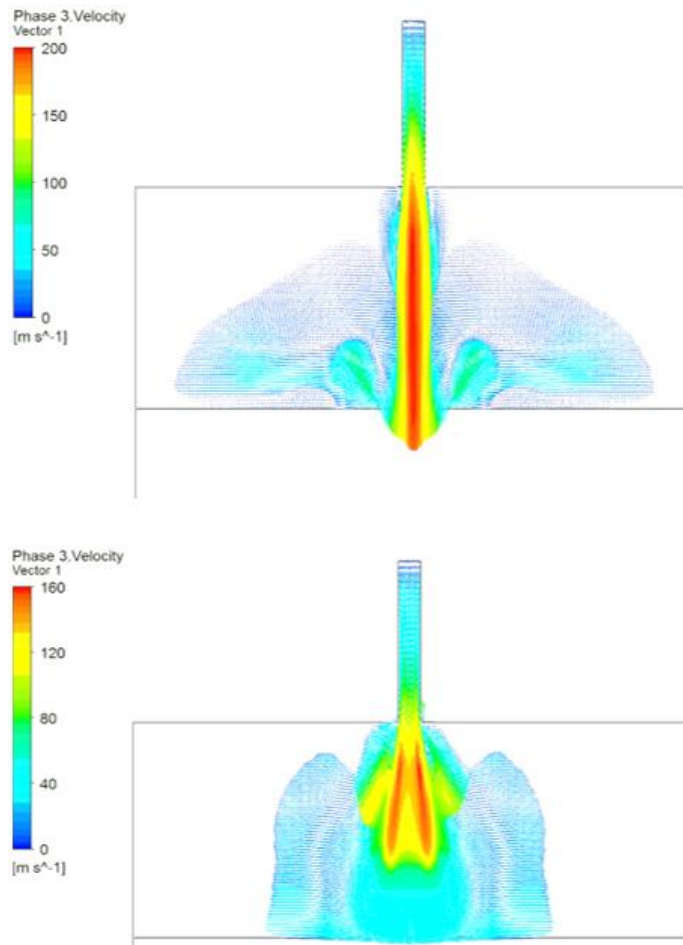 Phase 3.Velocity
Vector 1
200
150
100
50
0
[m s^-1]
Phase 3.Velocity
Vector 1
160
120
80
40
0
[m s^-1]